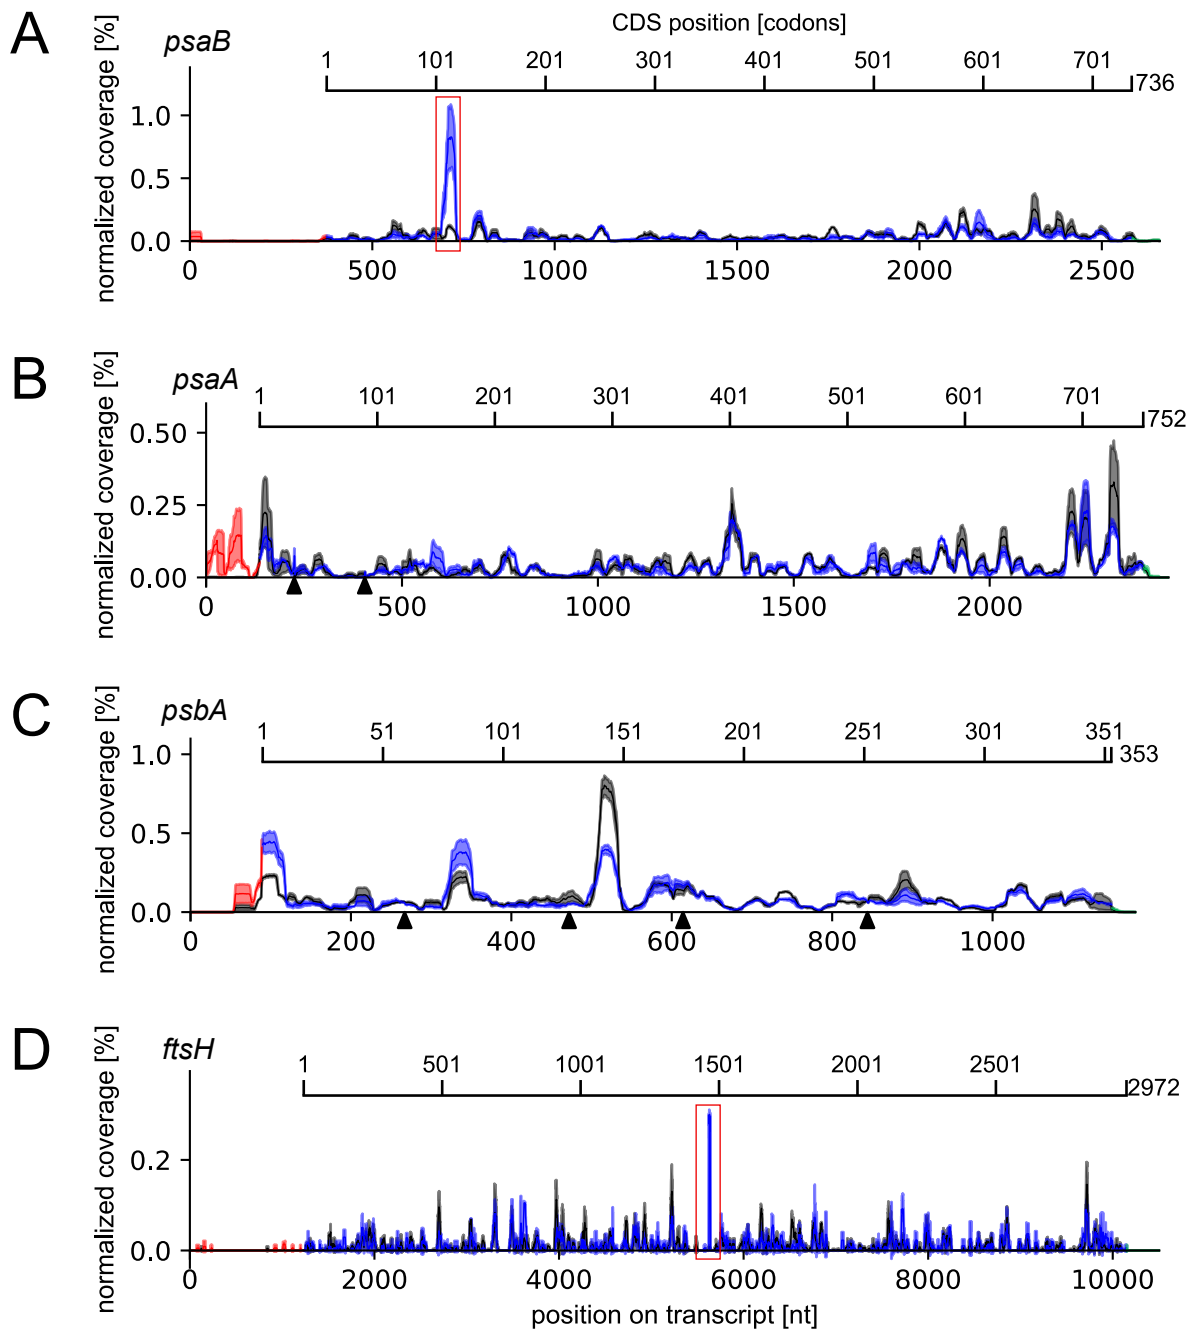 A
psaB
CDS position [codons]
1 101 201 301 401 501 601 701 736
normalized coverage [%]
1.0
0.5
0.0
0 500 1000 1500 2000 2500
B
psaA
1 101 201 301 401 501 601 701 752
normalized coverage [%]
0.50
0.25
0.00
0 500 1000 1500 2000
C
psbA
1 51 101 151 201 251 301 351 353
normalized coverage [%]
1.0
0.5
0.0
0 200 400 600 800 1000
D
ftsH
1 501 1001 1501 2001 2501 2972
normalized coverage [%]
0.2
0.0
0 2000 4000 6000 8000 10000
position on transcript [nt]